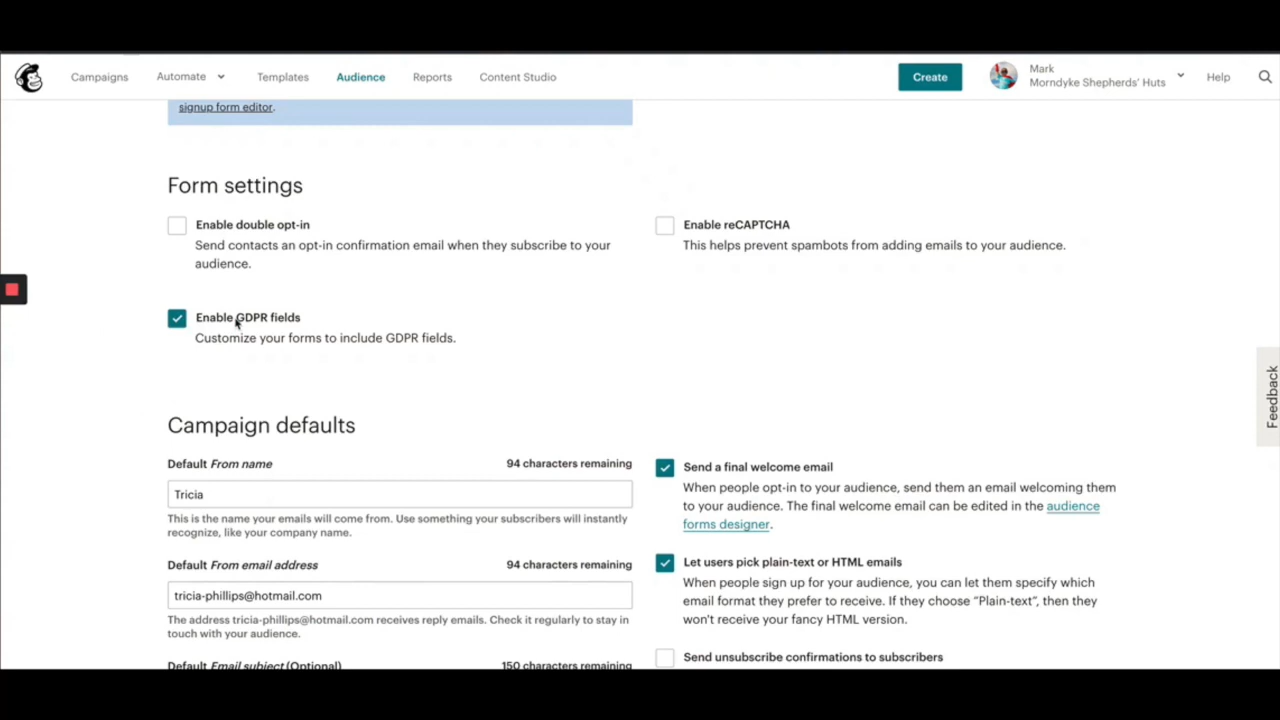 Campaigns
Automate
Templates
Audience
Reports
Content Studio
Create
Mark
Morndyke Shepherds' Huts
Help
signup form editor.
Form settings
Enable double opt-in
Send contacts an opt-in confirmation email when they subscribe to your
audience.
Enable reCAPTCHA
This helps prevent spambots from adding emails to your audience.
Enable GDPR fields
Customize your forms to include GDPR fields.
Feedback
Campaign defaults
Default From name
94 characters remaining
Tricia
This is the name your emails will come from. Use something your subscribers will instantly
recognize, like your company name.
Default From email address
94 characters remaining
tricia-phillips@hotmail.com
The address tricia-phillips@hotmail.com receives reply emails. Check it regularly to stay in
touch with your audience.
Default Email subject (Optional)
150 characters remaining
Send a final welcome email
When people opt-in to your audience, send them an email welcoming them
to your audience. The final welcome email can be edited in the audience
forms designer.
Let users pick plain-text or HTML emails
When people sign up for your audience, you can let them specify which
email format they prefer to receive. If they choose “Plain-text”, then they
won't receive your fancy HTML version.
Send unsubscribe confirmations to subscribers